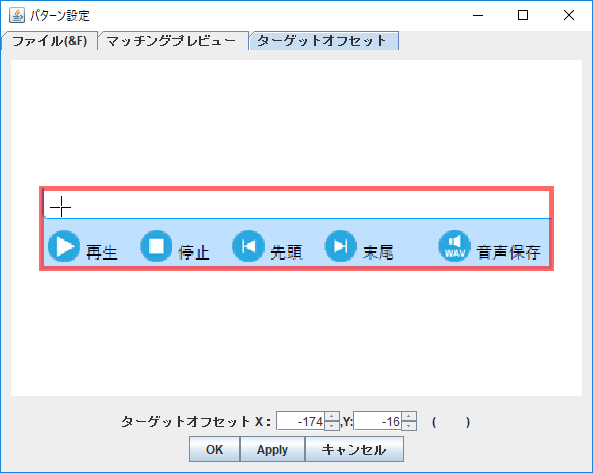 パターン設定
ファイル(&F) マッチングプレビュー ターゲットオフセット
再生 停止 先頭 末尾 WAV 音声保存
ターゲットオフセット X： -174 ,Y: -16 ( )
OK Apply キャンセル